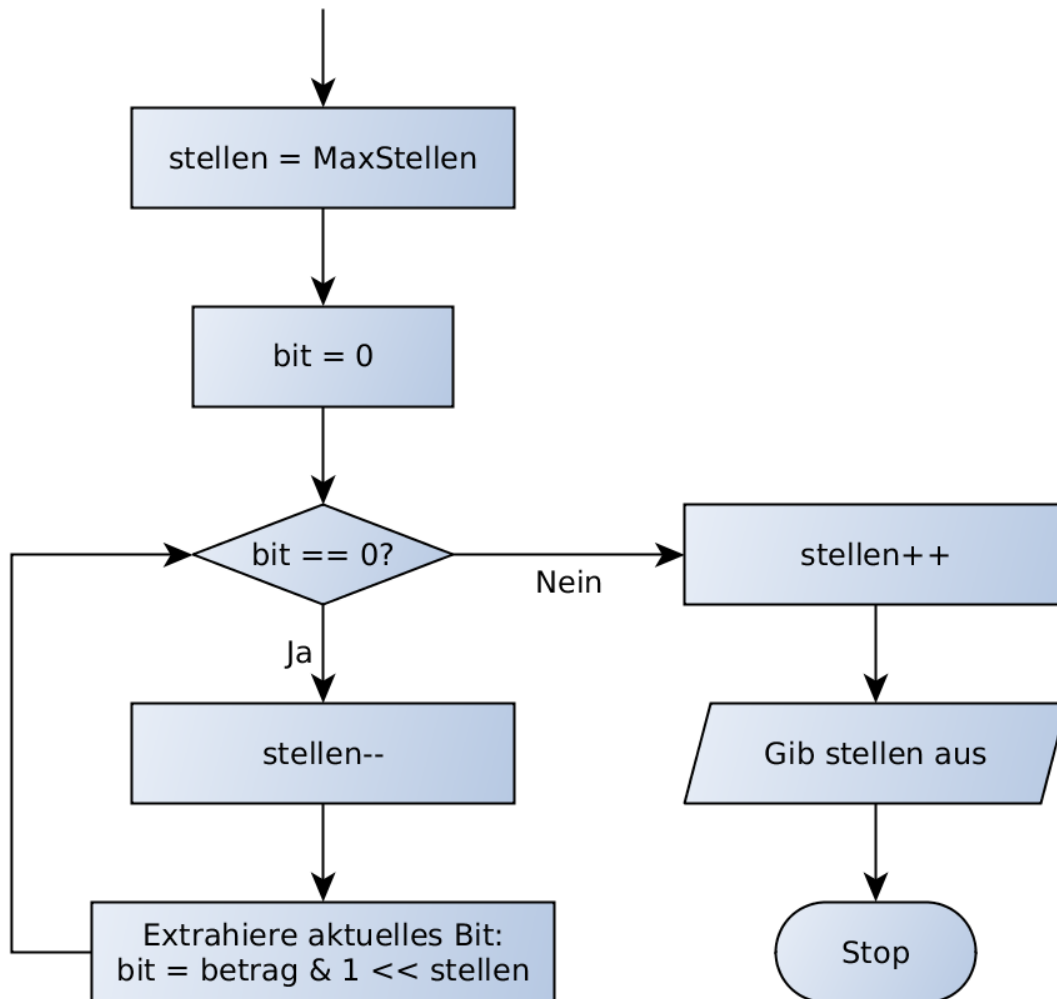 stellen = MaxStellen
bit = 0
bit == 0?
Nein
stellen++
Ja
stellen--
Gib stellen aus
Extrahiere aktuelles Bit:
bit = betrag & 1 << stellen
Stop